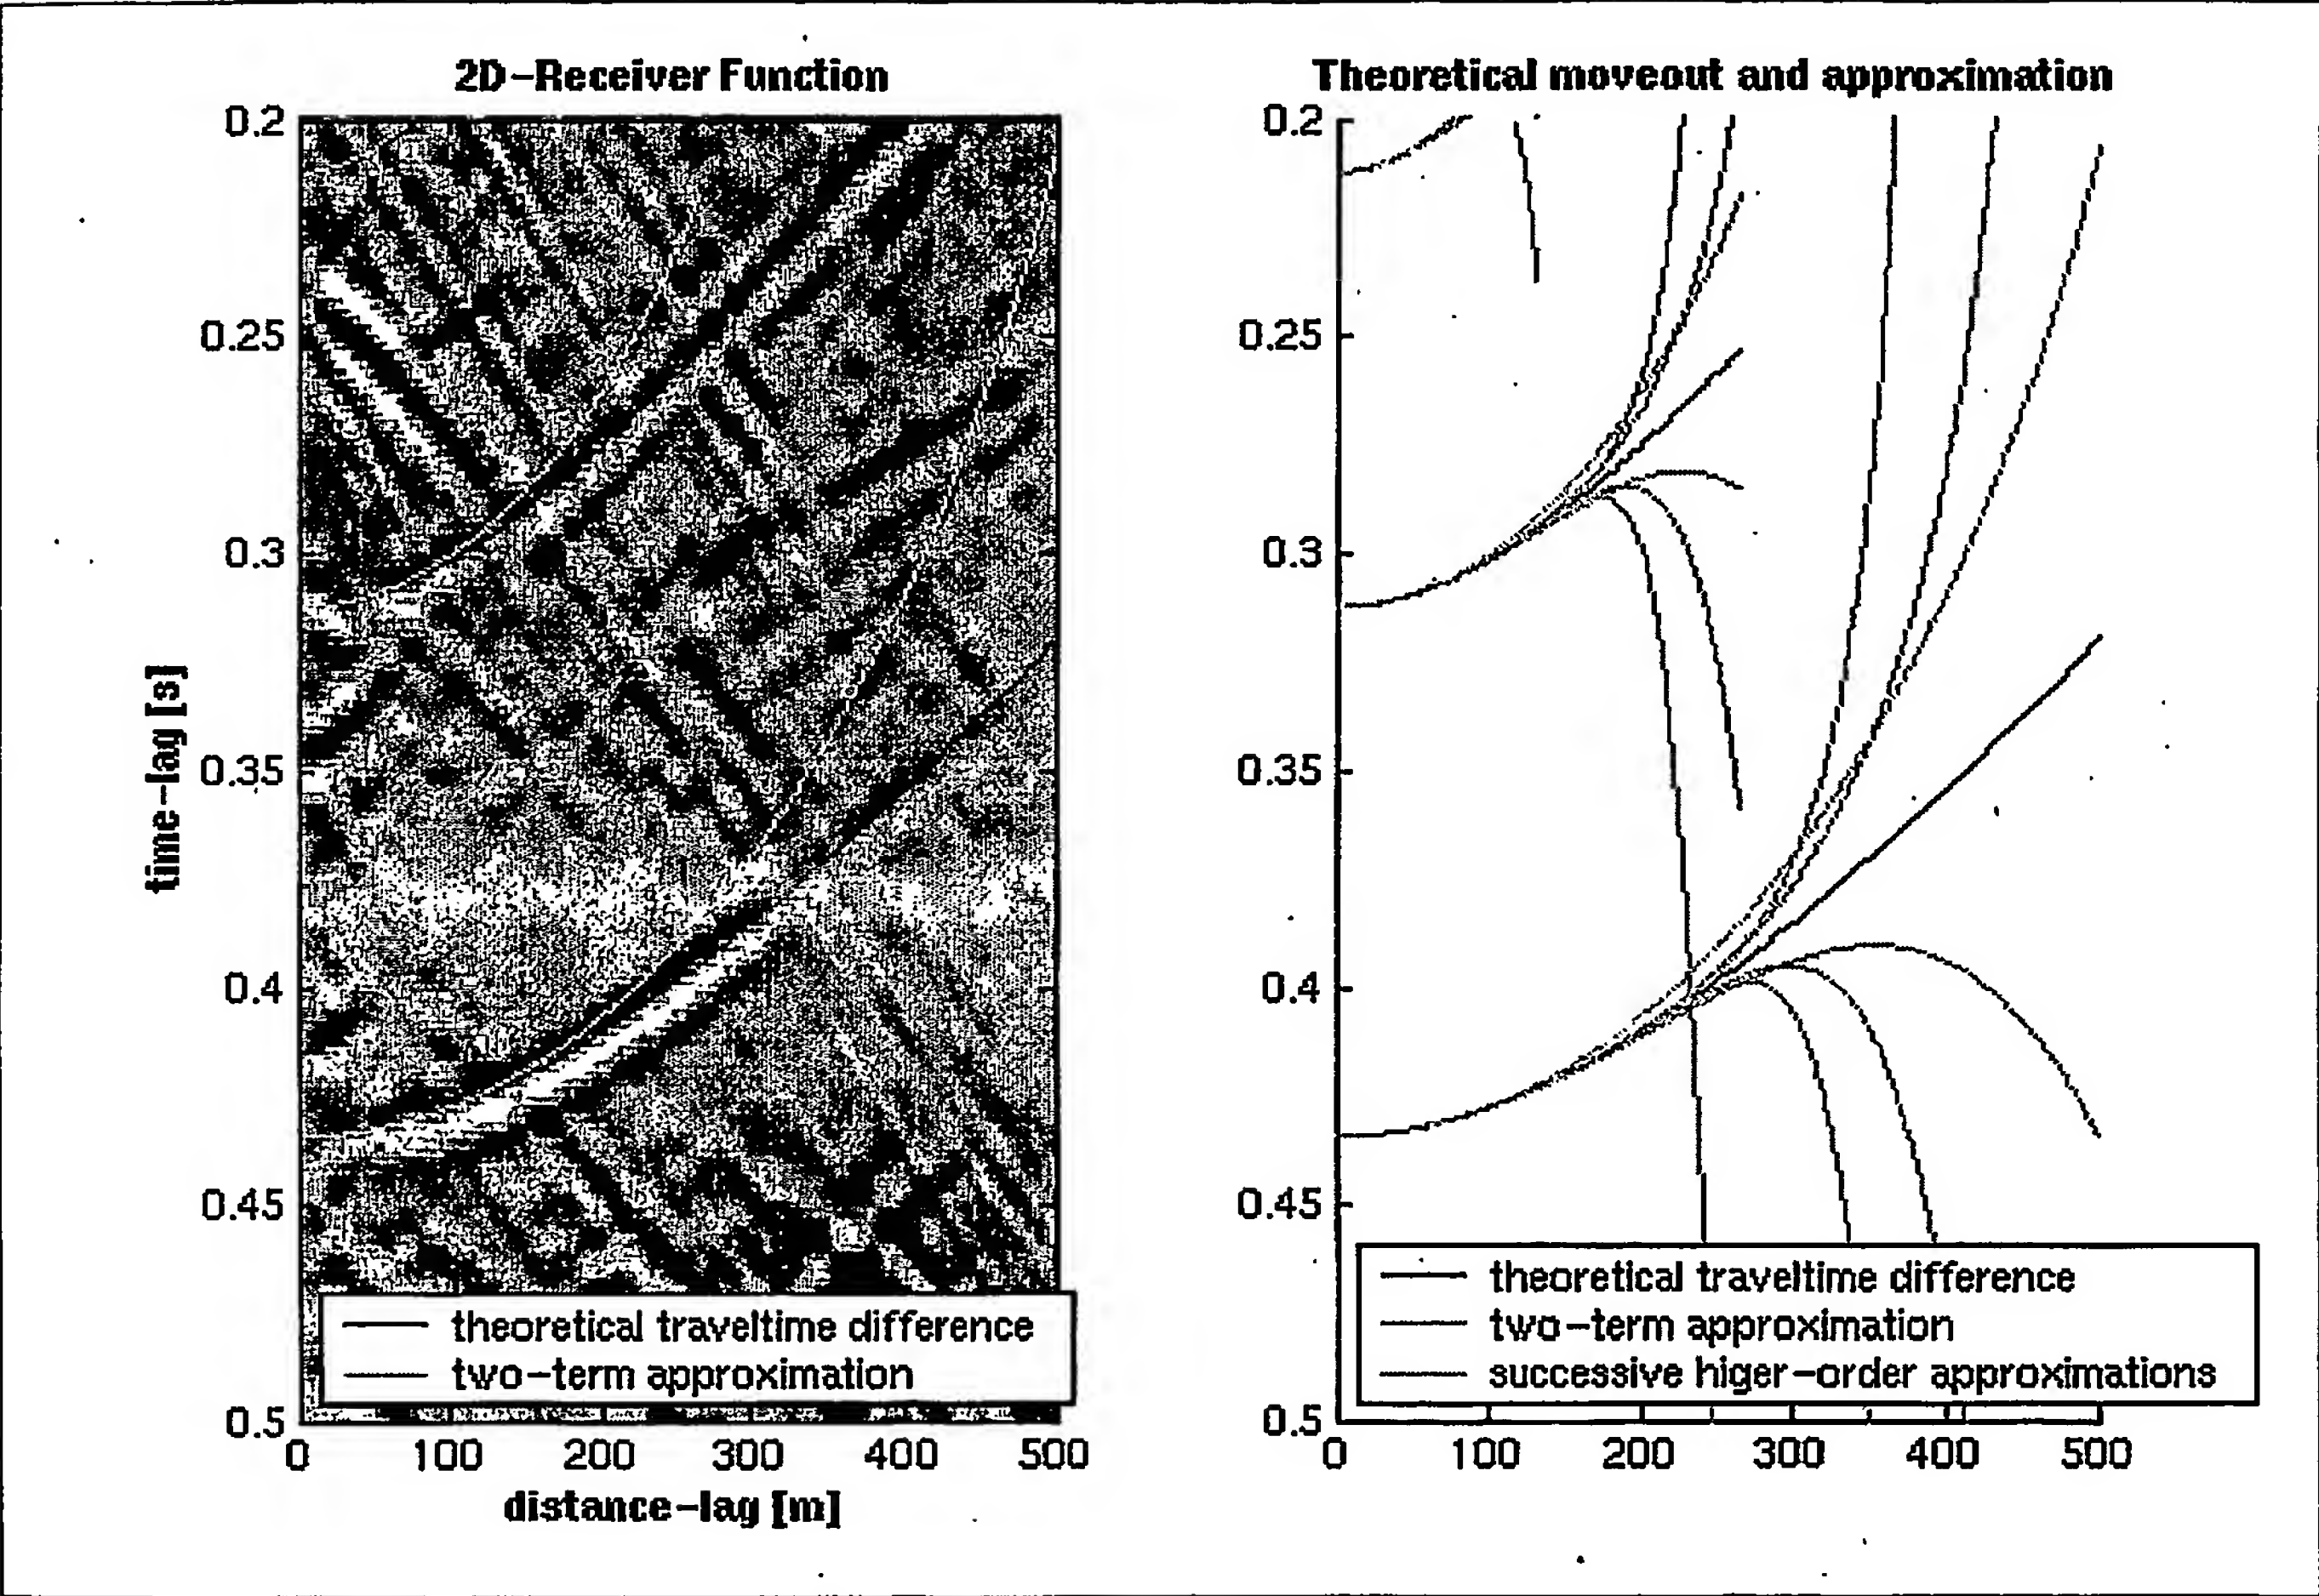 2D-Receiver Function
0.2
0.25
0.3
0.35
0.4
0.45
0.5
time-lag [s]
theoretical traveltime difference
two-term approximation
0 100 200 300 400 500
distance-lag [m]
Theoretical moveout and approximation
0.2
0.25
0.3
0.35
0.4
0.45
0.5
theoretical traveltime difference
two-term approximation
successive higer-order approximations
0 100 200 300 400 500